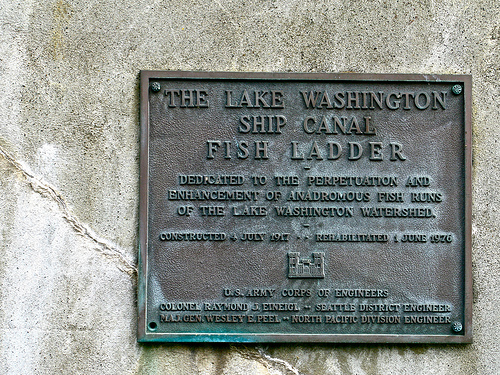 THE LAKE WASHINGTON
SHIP CANAL
FISH LADDER
DEDICATED TO THE PERPETUATION AND
ENHANCEMENT OF ANADROMOUS FISH RUNS
OF THE LAKE WASHINGTON WATERSHED.
CONSTRUCTED 4 JULY 1917 · · REHABILITATED 1 JUNE 1976
U.S. ARMY CORPS OF ENGINEERS
COLONEL RAYMOND J. EINEIGL -- SEATTLE DISTRICT ENGINEER
MAJ. GEN. WESLEY E. PEEL -- NORTH PACIFIC DIVISION ENGINEER